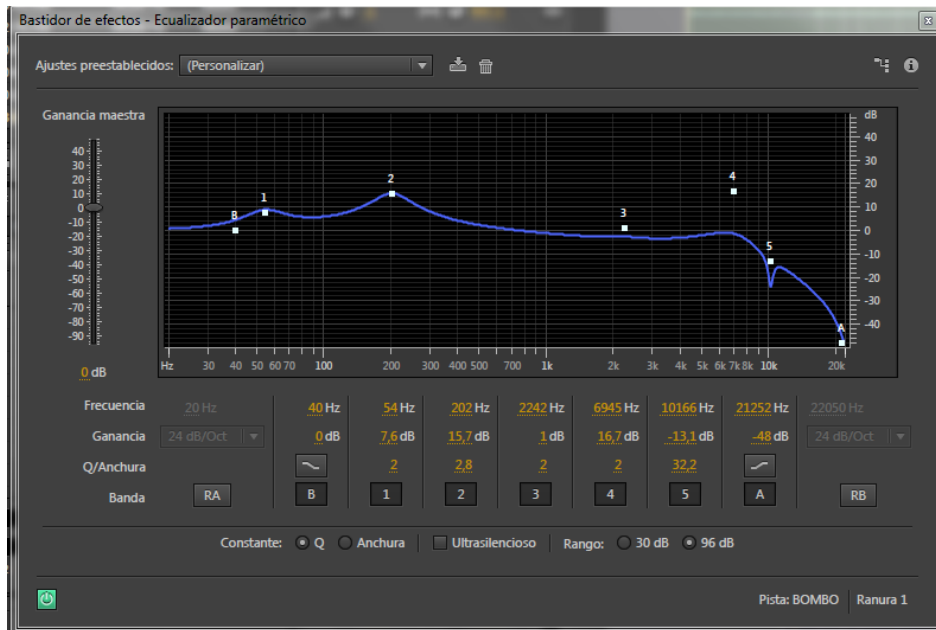 Bastidor de efectos - Ecualizador paramétrico
Ajustes preestablecidos: (Personalizar)
Ganancia maestra
40
30
20
10
0
-10
-20
-30
-40
-50
-60
-70
-80
-90
0 dB
B
1
2
3
4
5
A
dB
40
30
20
10
0
-10
-20
-30
-40
Hz 30 40 50 60 70 100 200 300 400 500 700 1k 2k 3k 4k 5k 6k 7k 8k 10k 20k
Frecuencia 20 Hz 40 Hz 54 Hz 202 Hz 2242 Hz 6945 Hz 10166 Hz 21252 Hz 22050 Hz
Ganancia 24 dB/Oct 0 dB 7,6 dB 15,7 dB 1 dB 16,7 dB -13,1 dB -48 dB 24 dB/Oct
Q/Anchura 2 2,8 2 2 32,2
Banda RA B 1 2 3 4 5 A RB
Constante: Q Anchura Ultrasilencioso Rango: 30 dB 96 dB
Pista: BOMBO Ranura 1